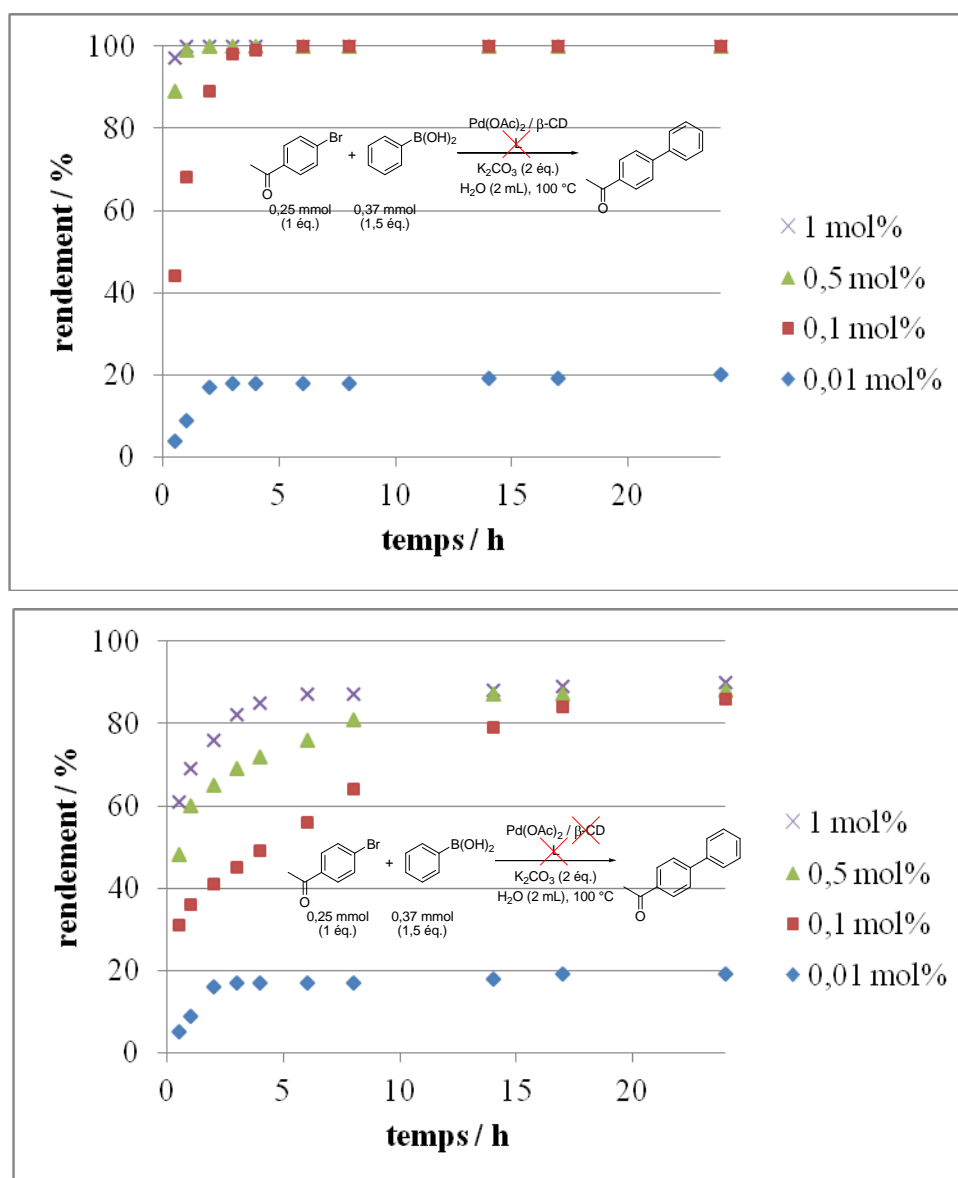 100
80
60
40
20
0
0 5 10 15 20
rendement / %
temps / h
Br
O
+
B(OH)₂
Pd(OAc)₂ / β-CD
L
K₂CO₃ (2 éq.)
H₂O (2 mL), 100 °C
O
0,25 mmol
(1 éq.)
0,37 mmol
(1,5 éq.)
1 mol%
0,5 mol%
0,1 mol%
0,01 mol%
100
80
60
40
20
0
0 5 10 15 20
rendement / %
temps / h
Br
O
+
B(OH)₂
Pd(OAc)₂ / β-CD
L
K₂CO₃ (2 éq.)
H₂O (2 mL), 100 °C
O
0,25 mmol
(1 éq.)
0,37 mmol
(1,5 éq.)
1 mol%
0,5 mol%
0,1 mol%
0,01 mol%